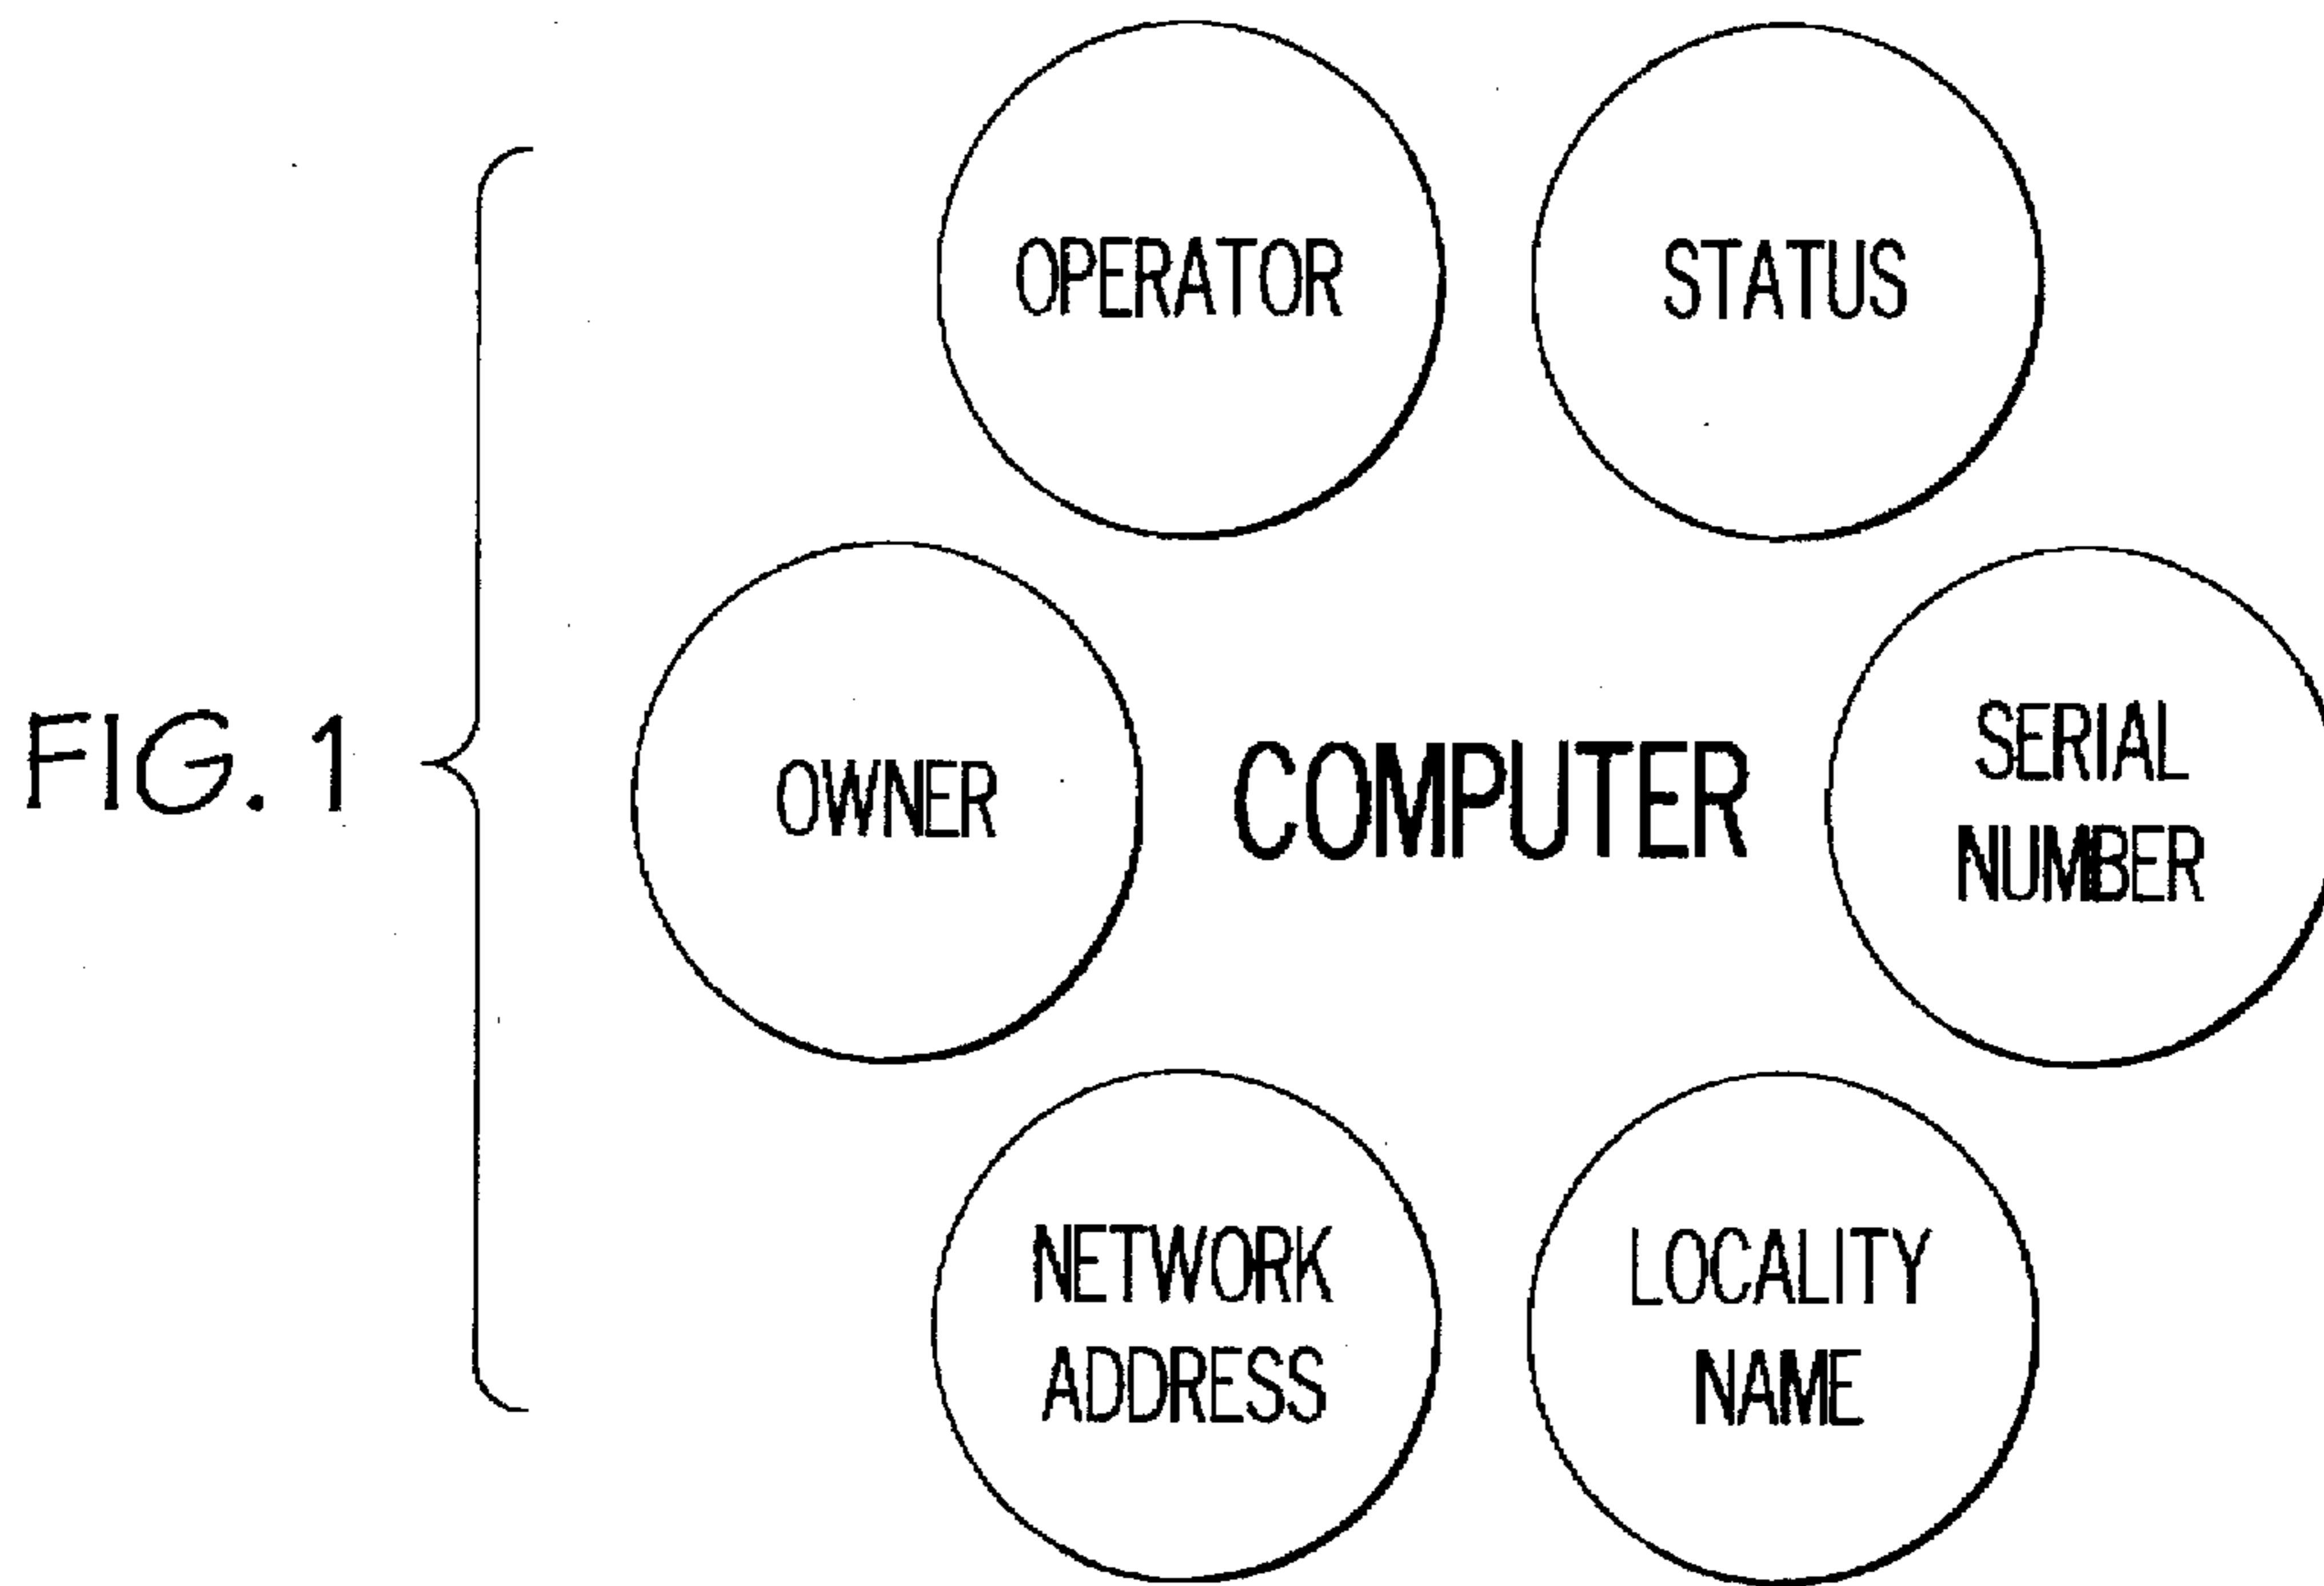 OPERATOR
STATUS
FIG. 1
OWNER
COMPUTER
SERIAL
NUMBER
NETWORK
ADDRESS
LOCALITY
NAME